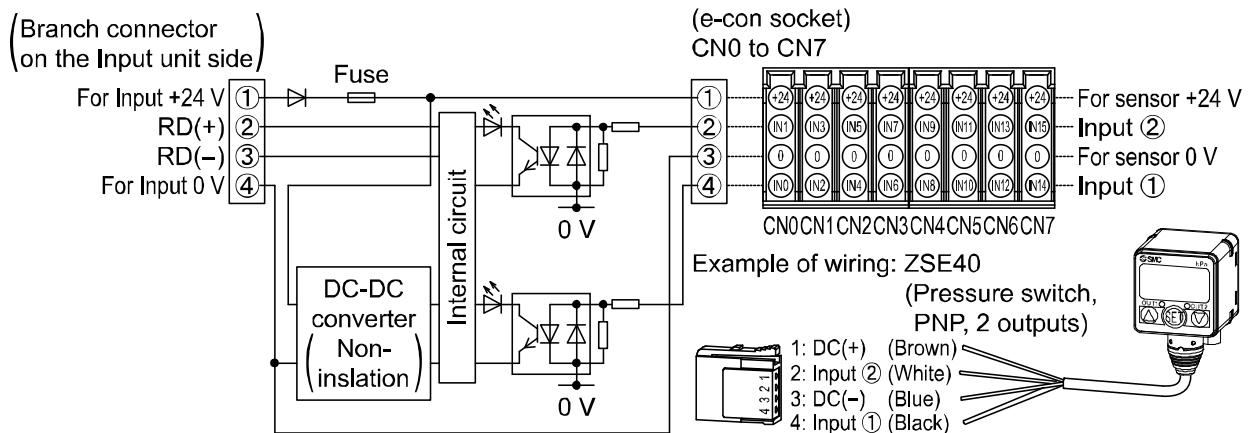 (Branch connector
on the Input unit side)
For Input +24 V ①
RD(+) ②
RD(−) ③
For Input 0 V ④
Fuse
Internal circuit
DC-DC
converter
(Non-
inslation)
0 V
0 V
①
②
③
④
(e-con socket)
CN0 to CN7
+24 +24 +24 +24 +24 +24 +24 +24
IN1 IN3 IN5 IN7 IN9 IN11 IN13 IN15
0 0 0 0 0 0 0 0
IN0 IN2 IN4 IN6 IN8 IN10 IN12 IN14
For sensor +24 V
Input ②
For sensor 0 V
Input ①
CN0 CN1 CN2 CN3 CN4 CN5 CN6 CN7
Example of wiring: ZSE40
(Pressure switch,
PNP, 2 outputs)
1: DC(+) (Brown)
2: Input ② (White)
3: DC(−) (Blue)
4: Input ① (Black)
4 3 2 1
SMC
kPa
OUT1 OUT2
SET